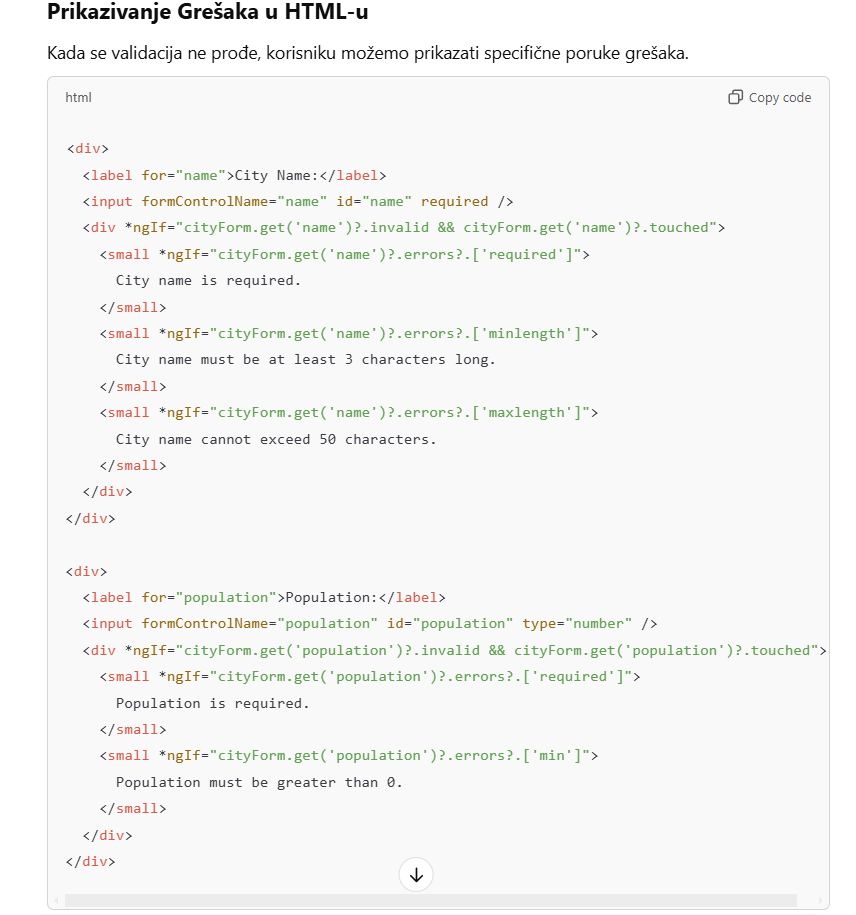 Prikazivanje Grešaka u HTML-u
Kada se validacija ne prođe, korisniku možemo prikazati specifične poruke grešaka.
html
Copy code
<div>
  <label for="name">City Name:</label>
  <input formControlName="name" id="name" required />
  <div *ngIf="cityForm.get('name')?.invalid && cityForm.get('name')?.touched">
    <small *ngIf="cityForm.get('name')?.errors?.['required']">
      City name is required.
    </small>
    <small *ngIf="cityForm.get('name')?.errors?.['minlength']">
      City name must be at least 3 characters long.
    </small>
    <small *ngIf="cityForm.get('name')?.errors?.['maxlength']">
      City name cannot exceed 50 characters.
    </small>
  </div>
</div>

<div>
  <label for="population">Population:</label>
  <input formControlName="population" id="population" type="number" />
  <div *ngIf="cityForm.get('population')?.invalid && cityForm.get('population')?.touched">
    <small *ngIf="cityForm.get('population')?.errors?.['required']">
      Population is required.
    </small>
    <small *ngIf="cityForm.get('population')?.errors?.['min']">
      Population must be greater than 0.
    </small>
  </div>
</div>